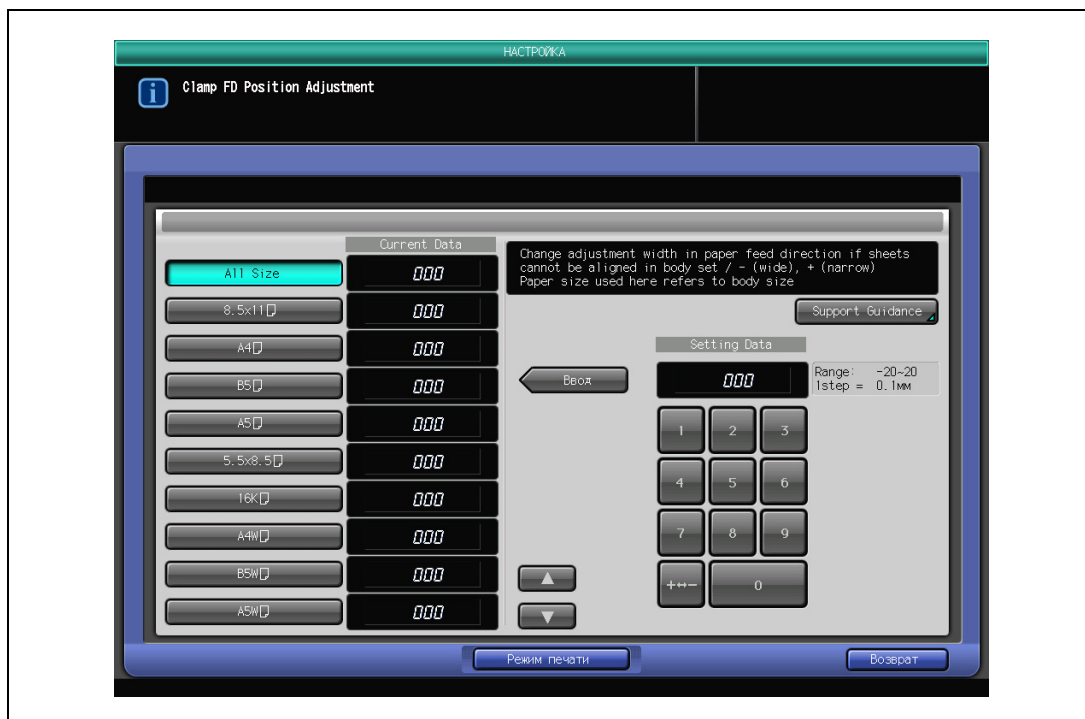 НАСТРОЙКА
Clamp FD Position Adjustment
Current Data
All Size 000
8.5x11 000
A4 000
B5 000
A5 000
5.5x8.5 000
16K 000
A4W 000
B5W 000
A5W 000
Change adjustment width in paper feed direction if sheets
cannot be aligned in body set / - (wide), + (narrow)
Paper size used here refers to body size
Support Guidance
Setting Data
Ввод
000
Range: -20~20
1step = 0.1мм
1 2 3
4 5 6
7 8 9
+↔- 0
▲
▼
Режим печати
Возврат